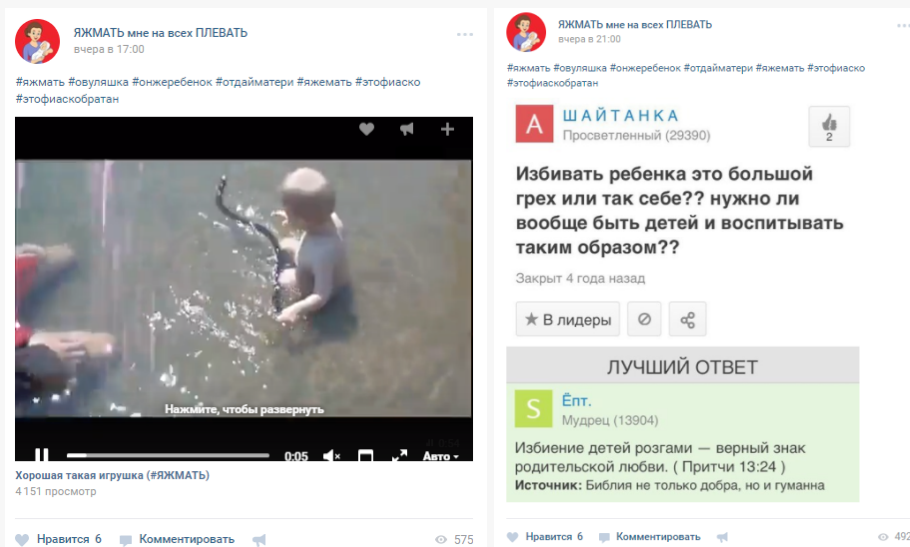 ЯЖМАТЬ мне на всех ПЛЕВАТЬ
вчера в 17:00
#яжмать #овуляшка #онжеребенок #отдайматери #яжемать #этофиаско
#этофиаскобратан
Нажмите, чтобы развернуть
0:05
Авто
Хорошая такая игрушка (#ЯЖМАТЬ)
4 151 просмотр
Нравится 6
Комментировать
575
ЯЖМАТЬ мне на всех ПЛЕВАТЬ
вчера в 21:00
#яжмать #овуляшка #онжеребенок #отдайматери #яжемать #этофиаско
#этофиаскобратан
А
ШАЙТАНКА
Просветленный (29390)
2
Избивать ребенка это большой
грех или так себе?? нужно ли
вообще быть детей и воспитывать
таким образом??
Закрыт 4 года назад
В лидеры
ЛУЧШИЙ ОТВЕТ
S
Ёпт.
Мудрец (13904)
Избиение детей розгами — верный знак
родительской любви. ( Притчи 13:24 )
Источник: Библия не только добра, но и гуманна
Нравится 6
Комментировать
492